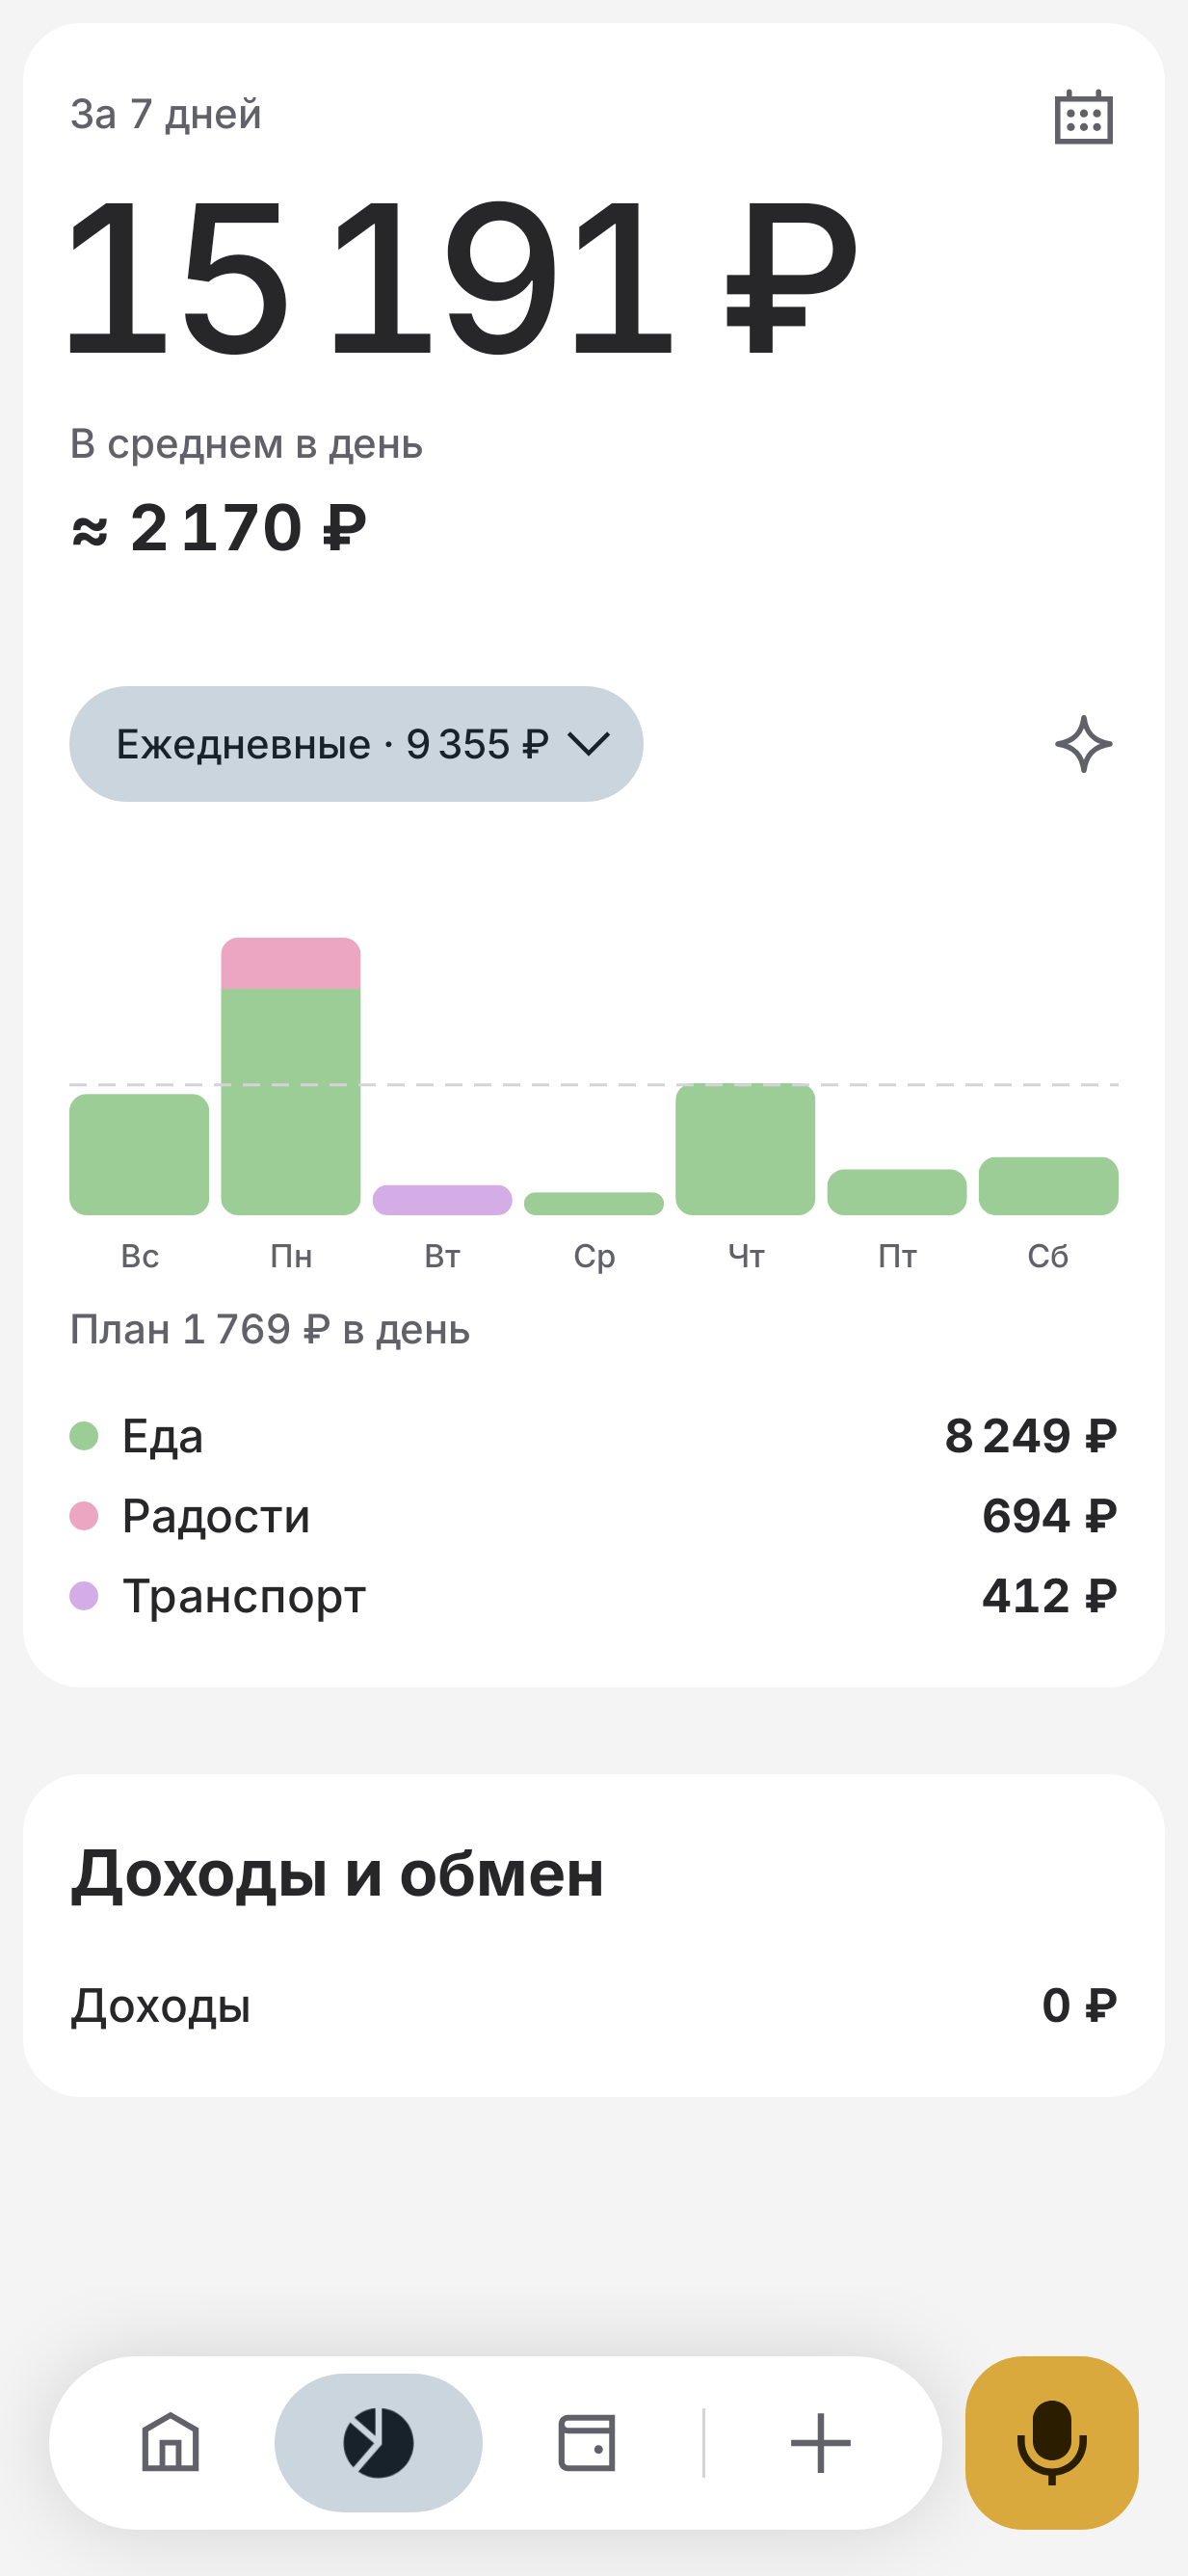 За 7 дней
15 191 ₽
В среднем в день
≈ 2 170 ₽
Ежедневные · 9 355 ₽
Вс Пн Вт Ср Чт Пт Сб
План 1 769 ₽ в день
Еда 8 249 ₽
Радости 694 ₽
Транспорт 412 ₽
Доходы и обмен
Доходы 0 ₽